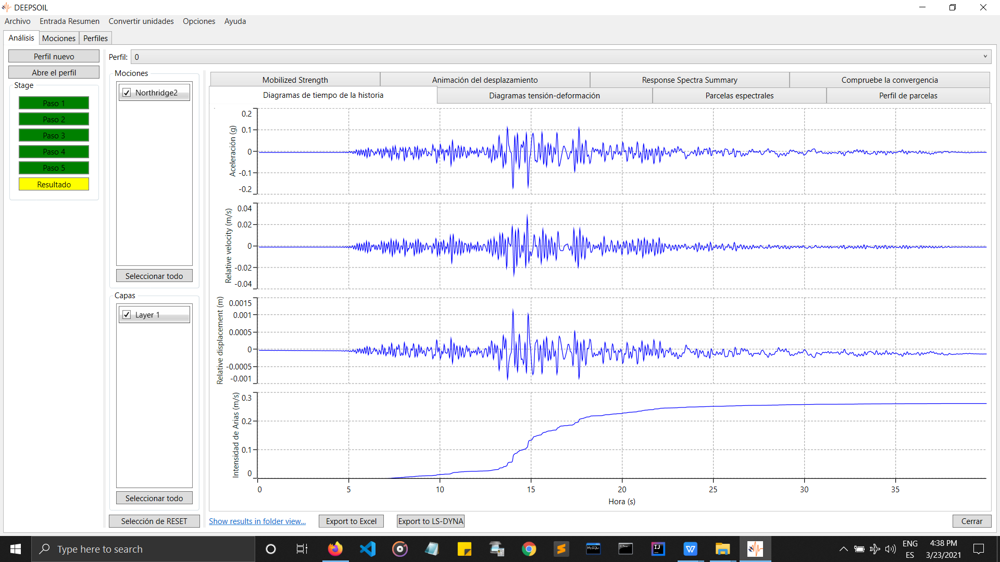 DEEPSOIL
Archivo Entrada Resumen Convertir unidades Opciones Ayuda
Análisis Mociones Perfiles
Perfil nuevo
Abre el perfil
Stage
Paso 1
Paso 2
Paso 3
Paso 4
Paso 5
Resultado
Perfil: 0
Mociones
Northridge2
Seleccionar todo
Capas
Layer 1
Seleccionar todo
Selección de RESET
Mobilized Strength Animación del desplazamiento Response Spectra Summary Compruebe la convergencia
Diagramas de tiempo de la historia Diagramas tensión-deformación Parcelas espectrales Perfil de parcelas
Aceleración (g)
0.2
0.1
0
-0.1
-0.2
Relative velocity (m/s)
0.04
0.02
0
-0.02
-0.04
Relative displacement (m)
0.0015
0.001
0.0005
0
-0.0005
-0.001
Intensidad de Arias (m/s)
0.3
0.2
0.1
0
0 5 10 15 20 25 30 35
Hora (s)
Show results in folder view... Export to Excel Export to LS-DYNA Cerrar
Type here to search
MySQL
IJ
W
ENG
ES
4:38 PM
3/23/2021